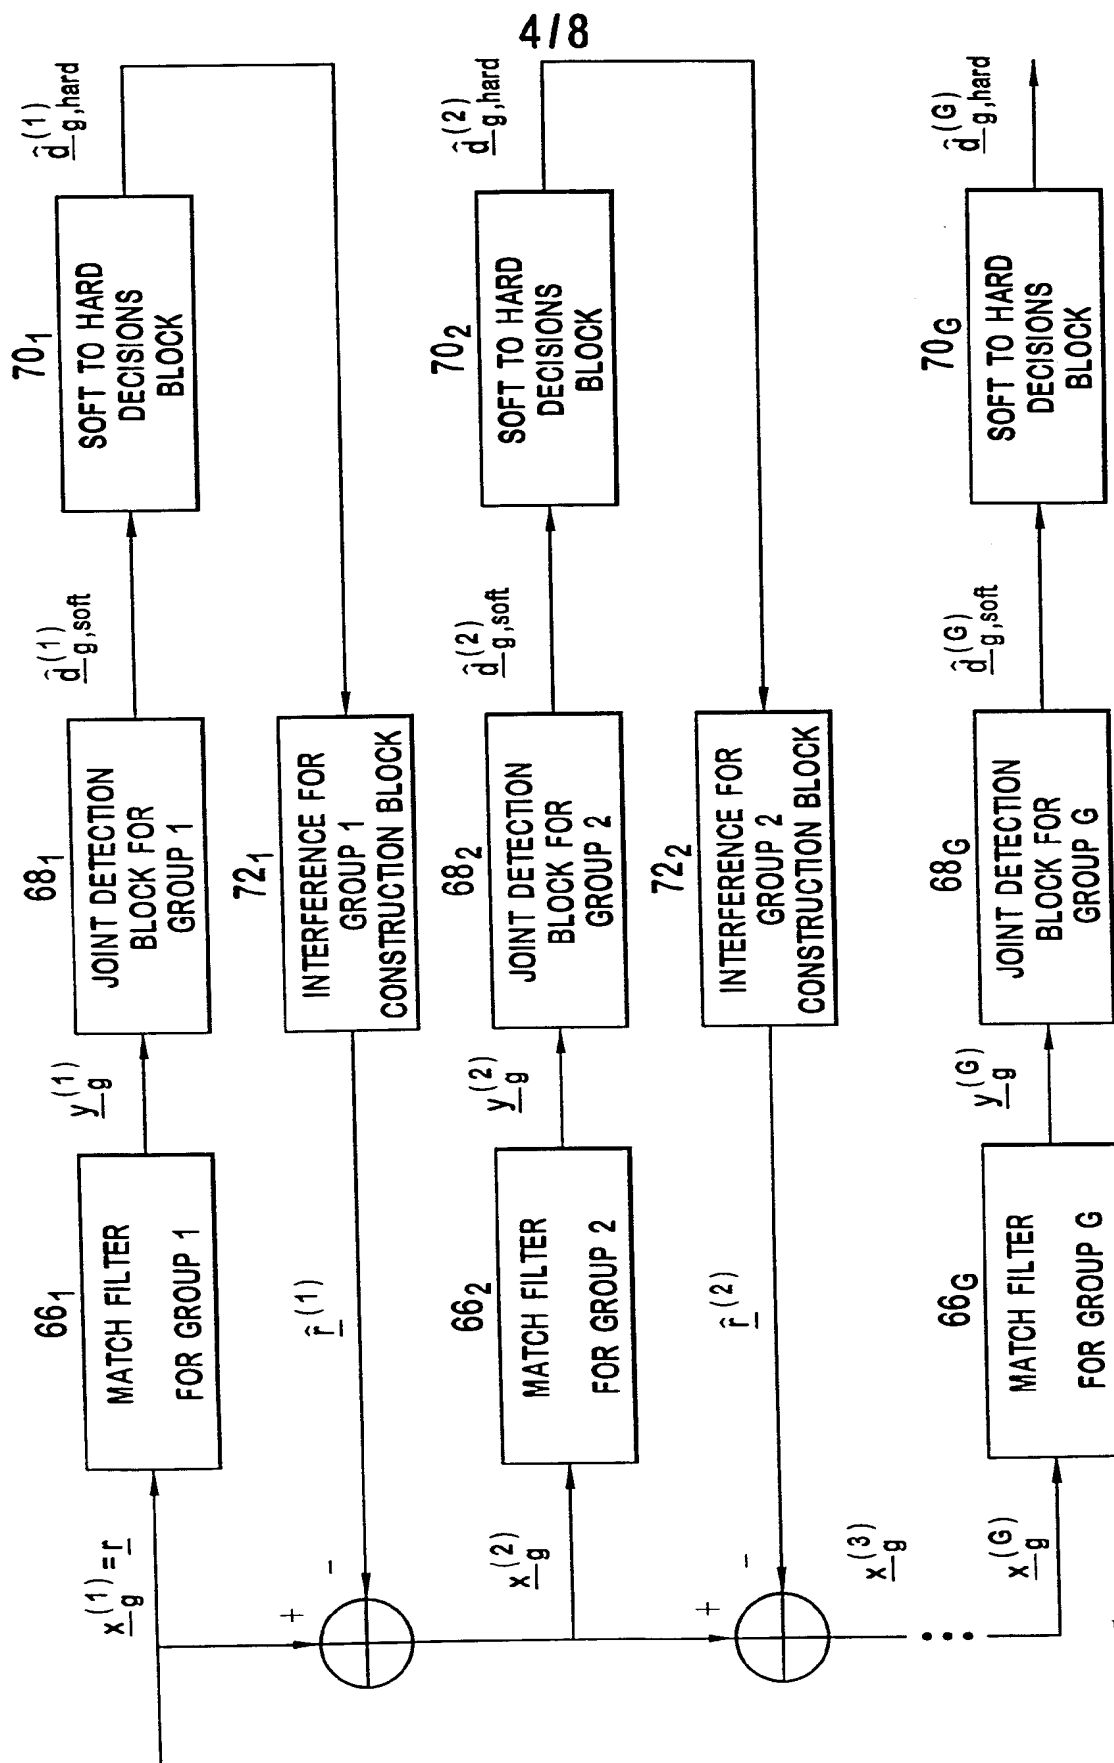 4/8
66₁
MATCH FILTER
FOR GROUP 1
68₁
JOINT DETECTION
BLOCK FOR
GROUP 1
70₁
SOFT TO HARD
DECISIONS
BLOCK
x_g^(1) = r
y_g^(1)
d̂_g,soft^(1)
d̂_g,hard^(1)
+
−
r̂^(1)
72₁
INTERFERENCE FOR
GROUP 1
CONSTRUCTION BLOCK
66₂
MATCH FILTER
FOR GROUP 2
68₂
JOINT DETECTION
BLOCK FOR
GROUP 2
70₂
SOFT TO HARD
DECISIONS
BLOCK
x_g^(2)
y_g^(2)
d̂_g,soft^(2)
d̂_g,hard^(2)
+
−
r̂^(2)
72₂
INTERFERENCE FOR
GROUP 2
CONSTRUCTION BLOCK
x_g^(3)
•••
66G
MATCH FILTER
FOR GROUP G
68G
JOINT DETECTION
BLOCK FOR
GROUP G
70G
SOFT TO HARD
DECISIONS
BLOCK
x_g^(G)
y_g^(G)
d̂_g,soft^(G)
d̂_g,hard^(G)